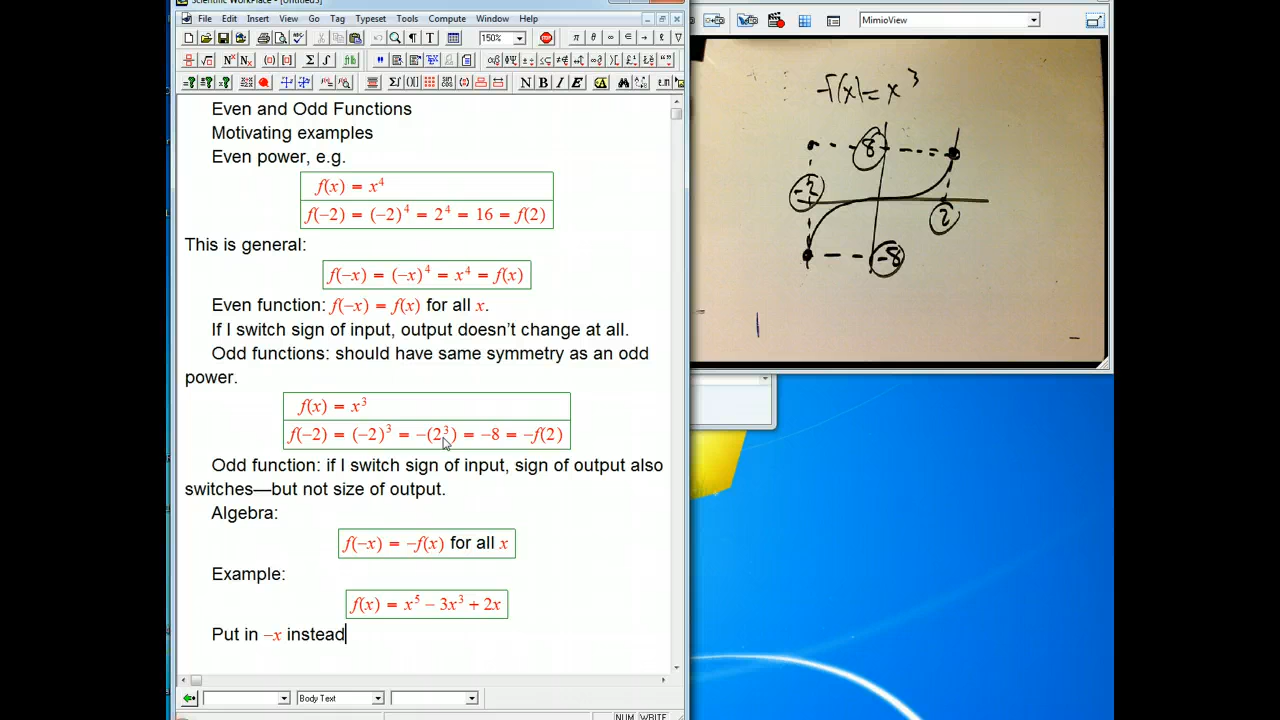 Scientific WorkPlace - [Untitled3]
File Edit Insert View Go Tag Typeset Tools Compute Window Help
150%
Even and Odd Functions
Motivating examples
Even power, e.g.
f(x) = x⁴
f(−2) = (−2)⁴ = 2⁴ = 16 = f(2)
This is general:
f(−x) = (−x)⁴ = x⁴ = f(x)
Even function: f(−x) = f(x) for all x.
If I switch sign of input, output doesn't change at all.
Odd functions: should have same symmetry as an odd
power.
f(x) = x³
f(−2) = (−2)³ = −(2³) = −8 = −f(2)
Odd function: if I switch sign of input, sign of output also
switches—but not size of output.
Algebra:
f(−x) = −f(x) for all x
Example:
f(x) = x⁵ − 3x³ + 2x
Put in −x instead
Body Text
NUM WRITE
MimioView
f(x)=x³
8
-2
2
-8